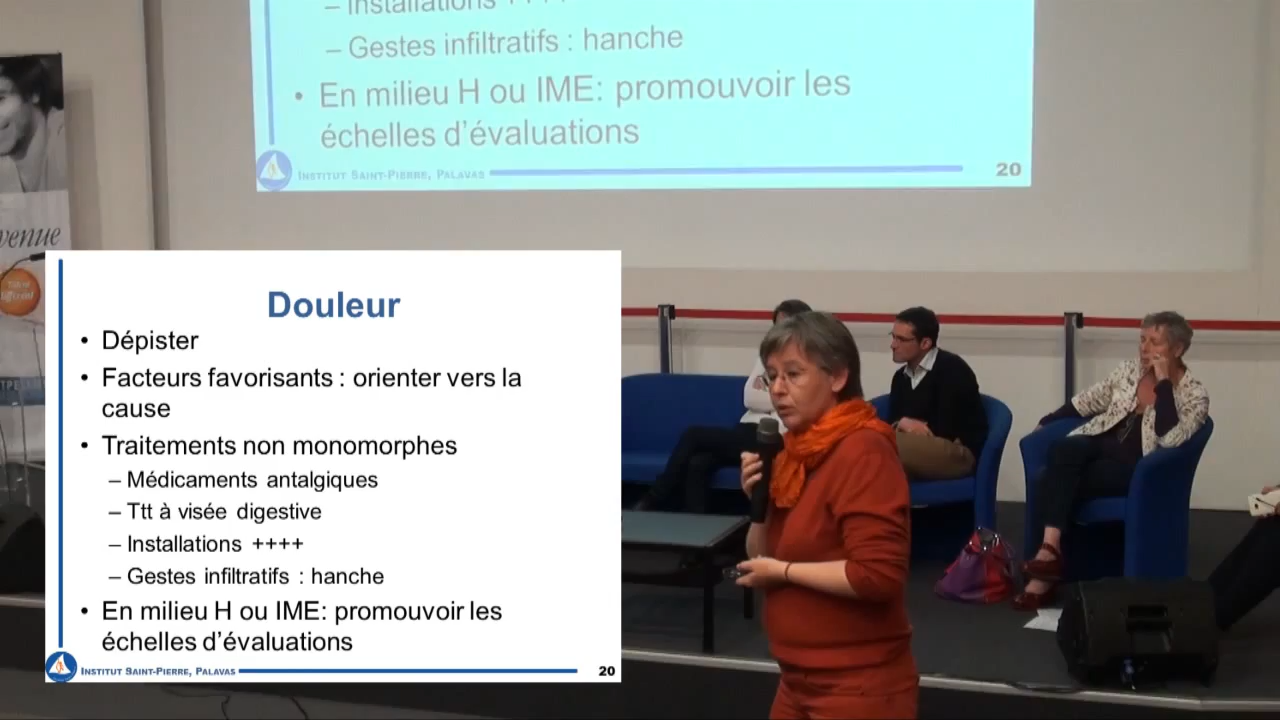 – Installations ++++
– Gestes infiltratifs : hanche
• En milieu H ou IME: promouvoir les
échelles d'évaluations
INSTITUT SAINT-PIERRE, PALAVAS
20
venue
Douleur
• Dépister
• Facteurs favorisants : orienter vers la
cause
• Traitements non monomorphes
– Médicaments antalgiques
– Ttt à visée digestive
– Installations ++++
– Gestes infiltratifs : hanche
• En milieu H ou IME: promouvoir les
échelles d'évaluations
INSTITUT SAINT-PIERRE, PALAVAS
20